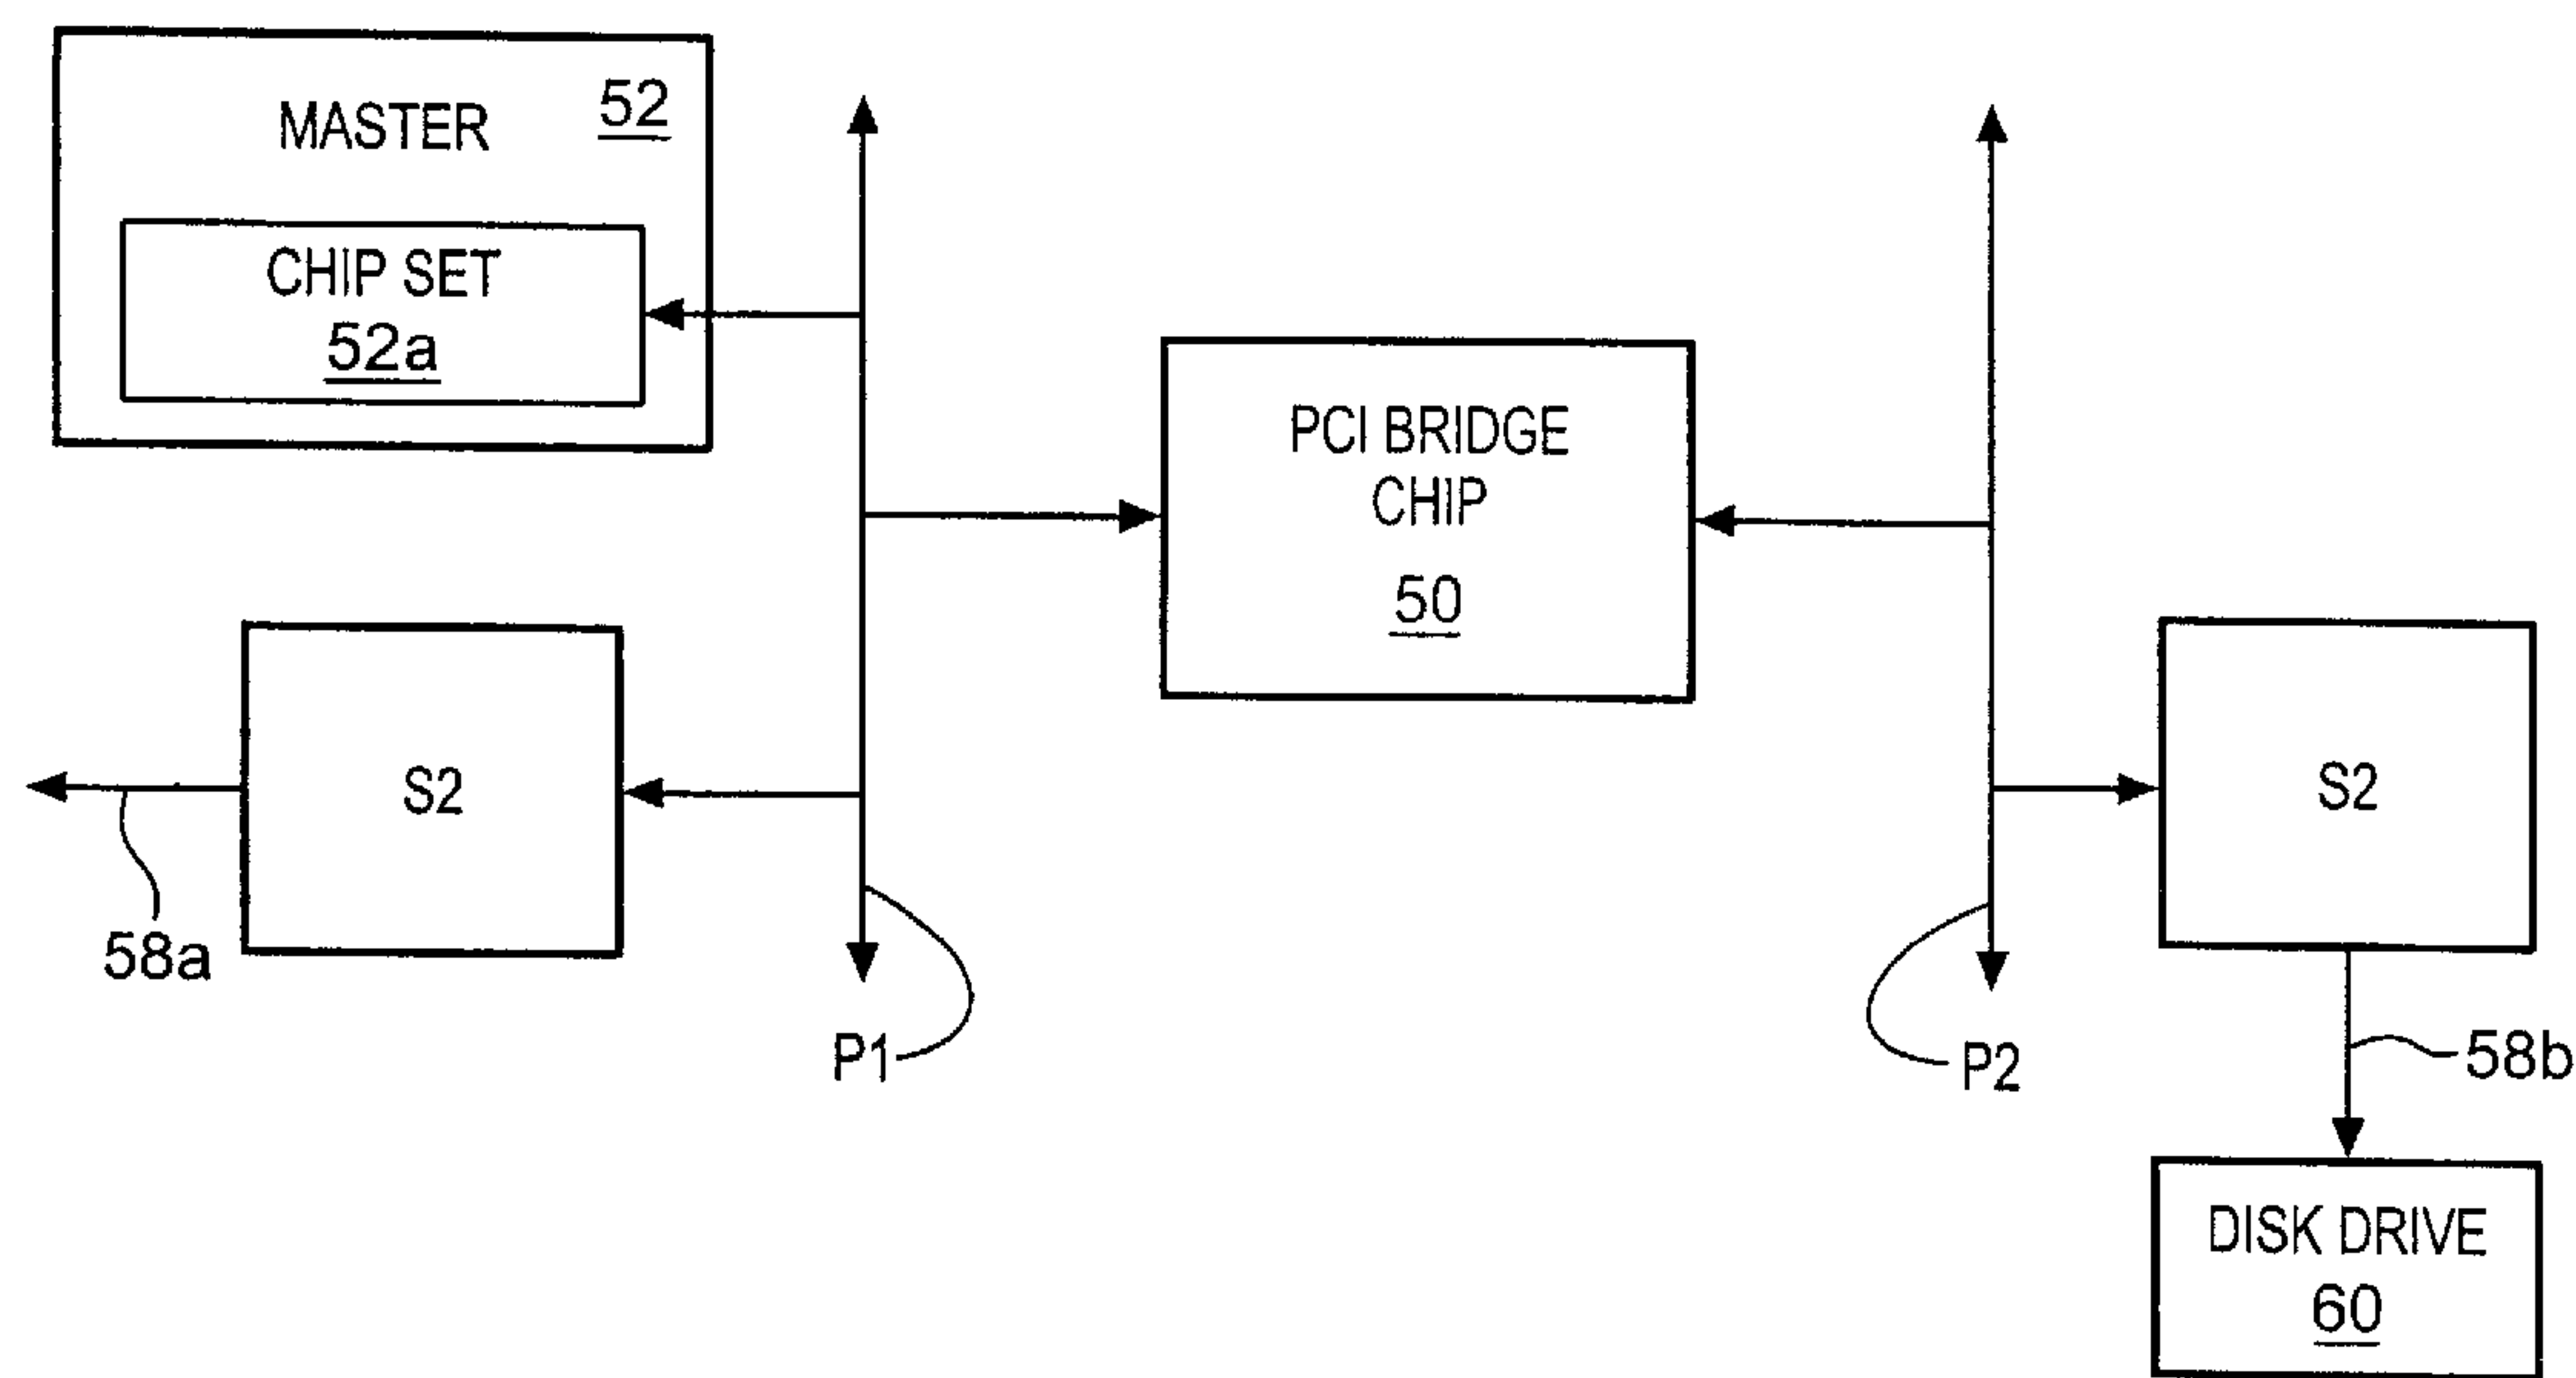 MASTER
52
CHIP SET
52a
PCI BRIDGE
CHIP
50
S2
58a
P1
P2
S2
58b
DISK DRIVE
60